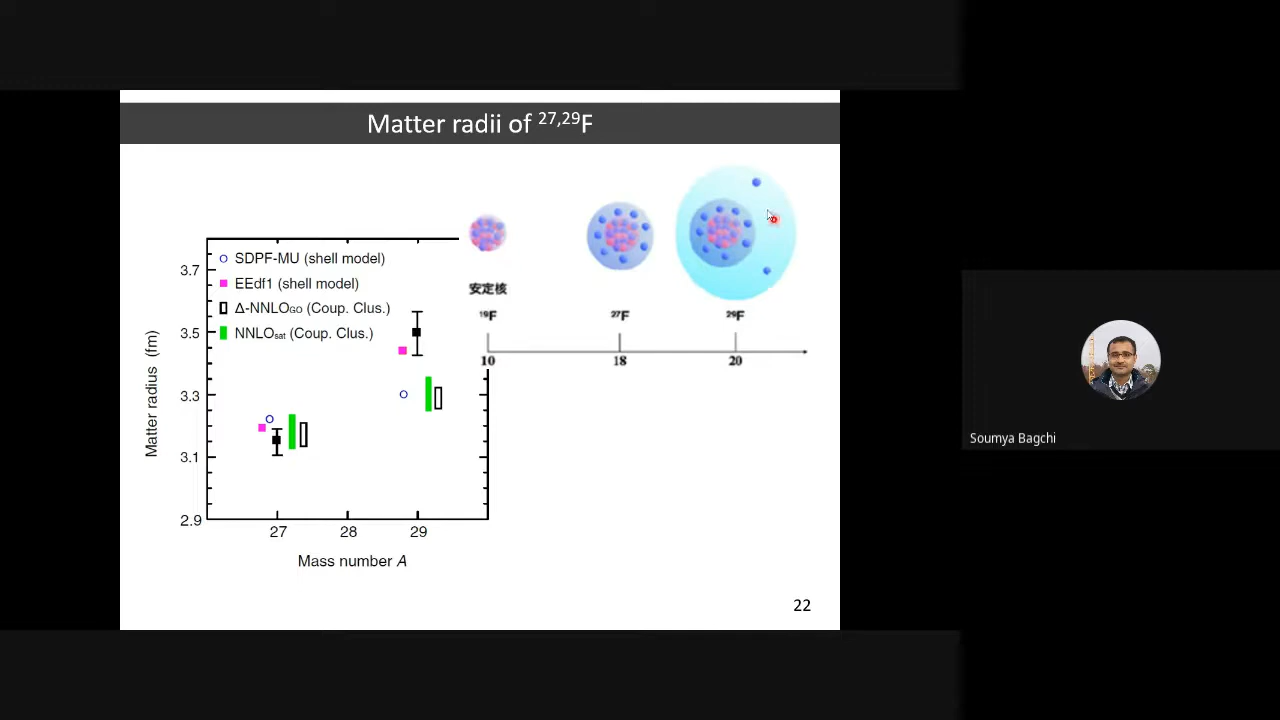 Matter radii of ²⁷,²⁹F
SDPF-MU (shell model)
EEdf1 (shell model)
Δ-NNLOGO (Coup. Clus.)
NNLOsat (Coup. Clus.)
3.7
3.5
3.3
3.1
2.9
Matter radius (fm)
27
28
29
Mass number A
安定核
¹⁹F
²⁷F
²⁹F
10
18
20
22
Soumya Bagchi